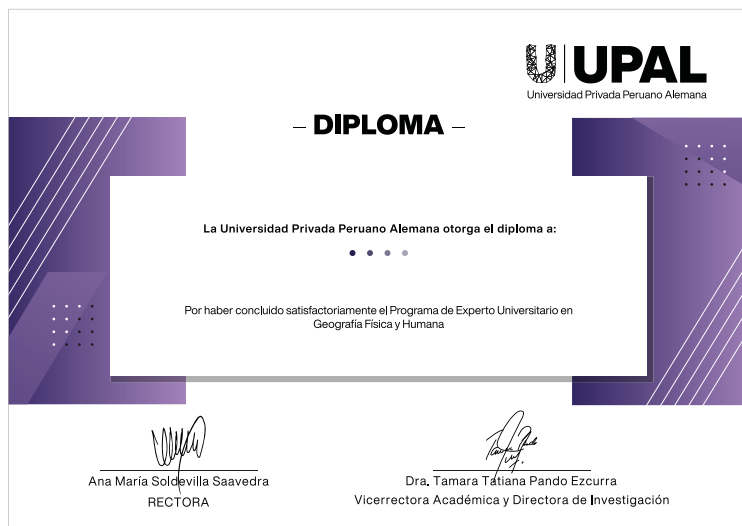 UPAL
Universidad Privada Peruano Alemana
– DIPLOMA –
La Universidad Privada Peruano Alemana otorga el diploma a:
Por haber concluido satisfactoriamente el Programa de Experto Universitario en
Geografía Física y Humana
Ana María Soldevilla Saavedra
RECTORA
Dra. Tamara Tatiana Pando Ezcurra
Vicerrectora Académica y Directora de Investigación